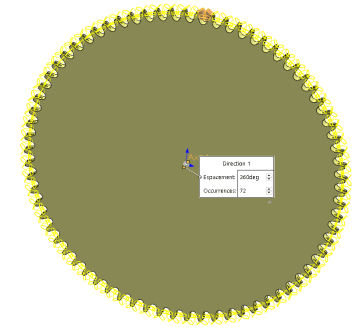 Direction 1
Espacement: 360deg
Occurrences: 72